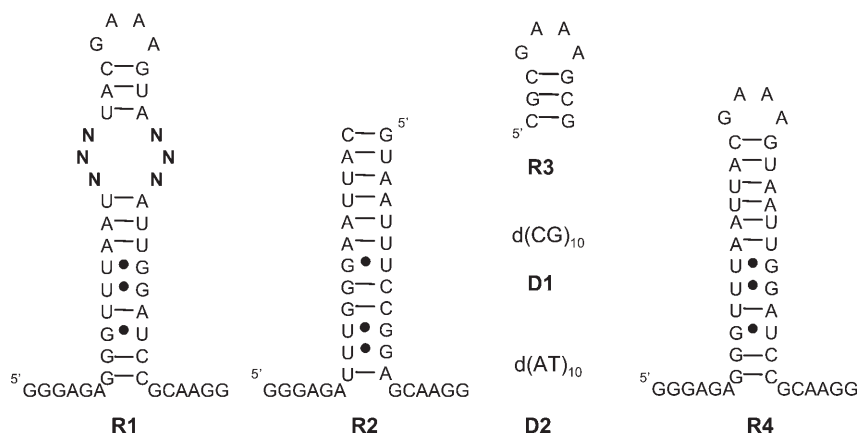 A A
G A
C—G
A—U
U—A
N N
N N
N N
U—A
A—U
A—U
U•G
U•G
U—A
G•U
G—C
G—C
5' GGGAGA GCAAGG
R1
C—G 5'
A—U
U—A
U—A
A—U
A—U
G•U
G—C
G—C
U•G
U•G
U—A
5' GGGAGA GCAAGG
R2
A A
G A
C—G
G—C
C—G
5'
R3
d(CG)10
D1
d(AT)10
D2
A A
G A
C—G
A—U
U—A
U—A
A—U
A—U
U•G
U•G
U—A
G•U
G—C
G—C
5' GGGAGA GCAAGG
R4